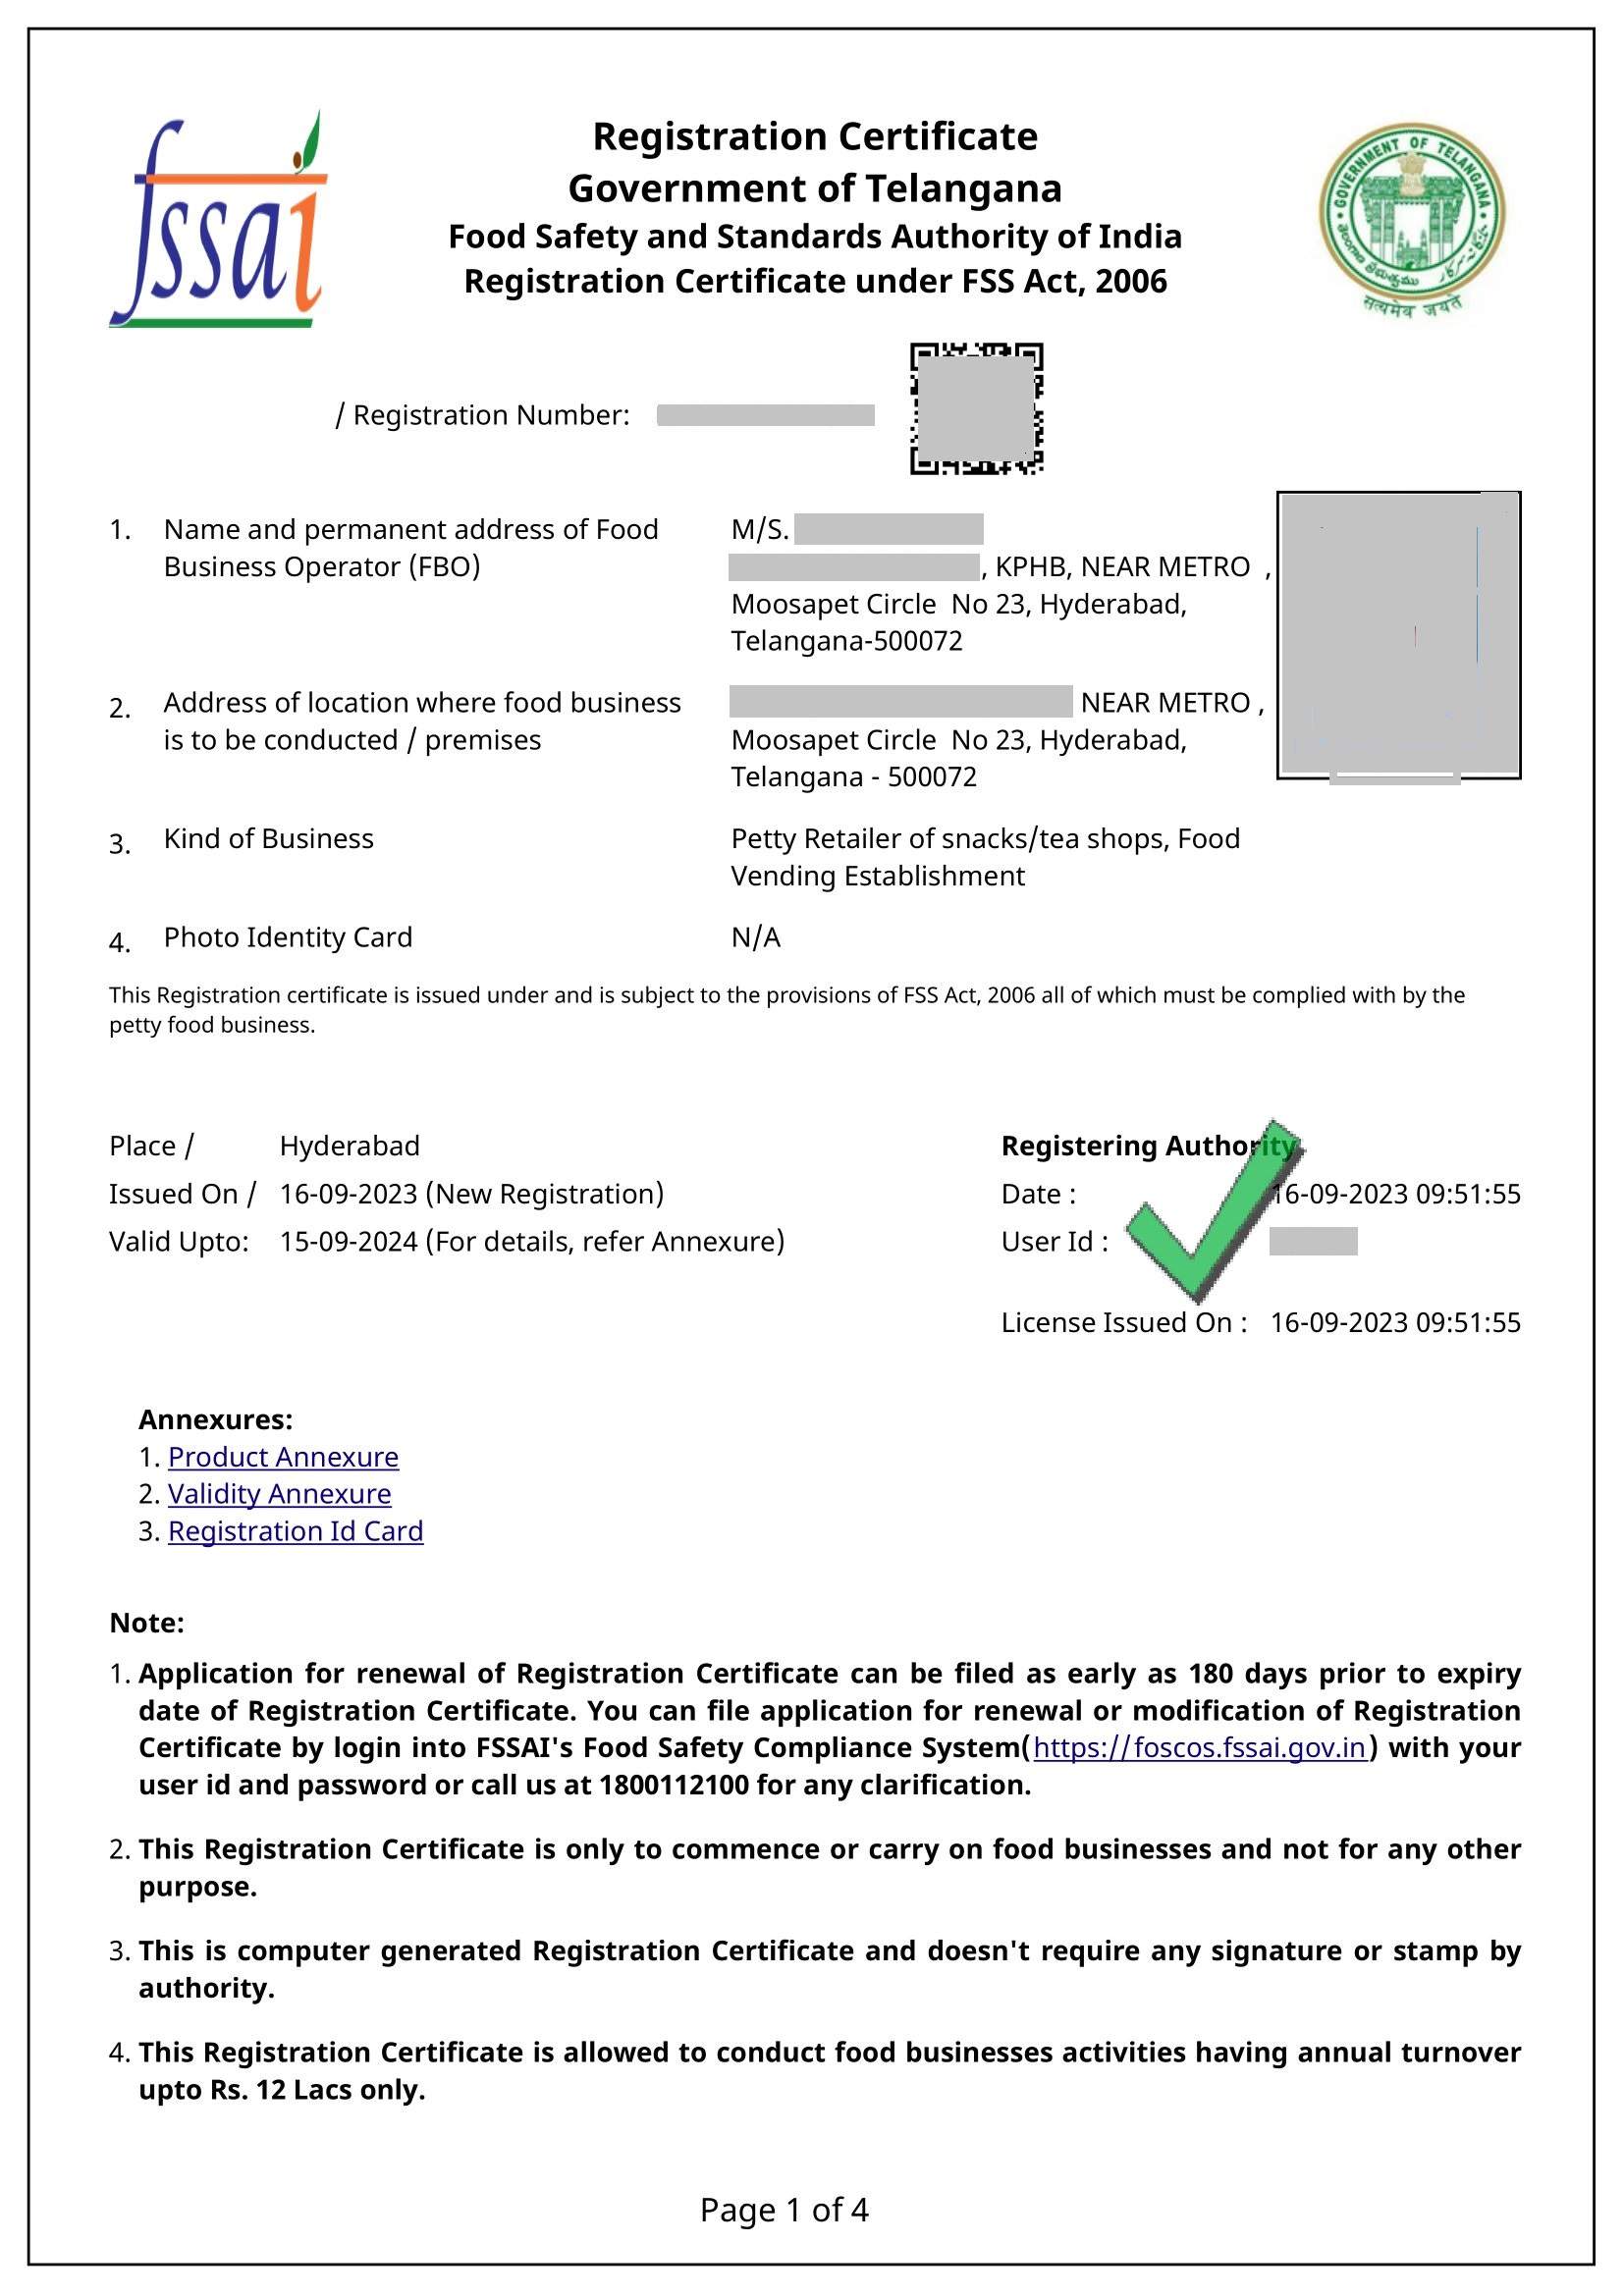 fssai
Registration Certificate
Government of Telangana
Food Safety and Standards Authority of India
Registration Certificate under FSS Act, 2006
GOVERNMENT OF TELANGANA
తెలంగాణ ప్రభుత్వము
सत्यमेव जयते
/ Registration Number:
1. Name and permanent address of Food M/S.
Business Operator (FBO) , KPHB, NEAR METRO ,
Moosapet Circle No 23, Hyderabad,
Telangana-500072
2. Address of location where food business NEAR METRO ,
is to be conducted / premises Moosapet Circle No 23, Hyderabad,
Telangana - 500072
3. Kind of Business Petty Retailer of snacks/tea shops, Food
Vending Establishment
4. Photo Identity Card N/A
This Registration certificate is issued under and is subject to the provisions of FSS Act, 2006 all of which must be complied with by the
petty food business.
Place / Hyderabad Registering Authority
Issued On / 16-09-2023 (New Registration) Date : 16-09-2023 09:51:55
Valid Upto: 15-09-2024 (For details, refer Annexure) User Id :
License Issued On : 16-09-2023 09:51:55
Annexures:
1. Product Annexure
2. Validity Annexure
3. Registration Id Card
Note:
1. Application for renewal of Registration Certificate can be filed as early as 180 days prior to expiry
date of Registration Certificate. You can file application for renewal or modification of Registration
Certificate by login into FSSAI's Food Safety Compliance System(https://foscos.fssai.gov.in) with your
user id and password or call us at 1800112100 for any clarification.
2. This Registration Certificate is only to commence or carry on food businesses and not for any other
purpose.
3. This is computer generated Registration Certificate and doesn't require any signature or stamp by
authority.
4. This Registration Certificate is allowed to conduct food businesses activities having annual turnover
upto Rs. 12 Lacs only.
Page 1 of 4